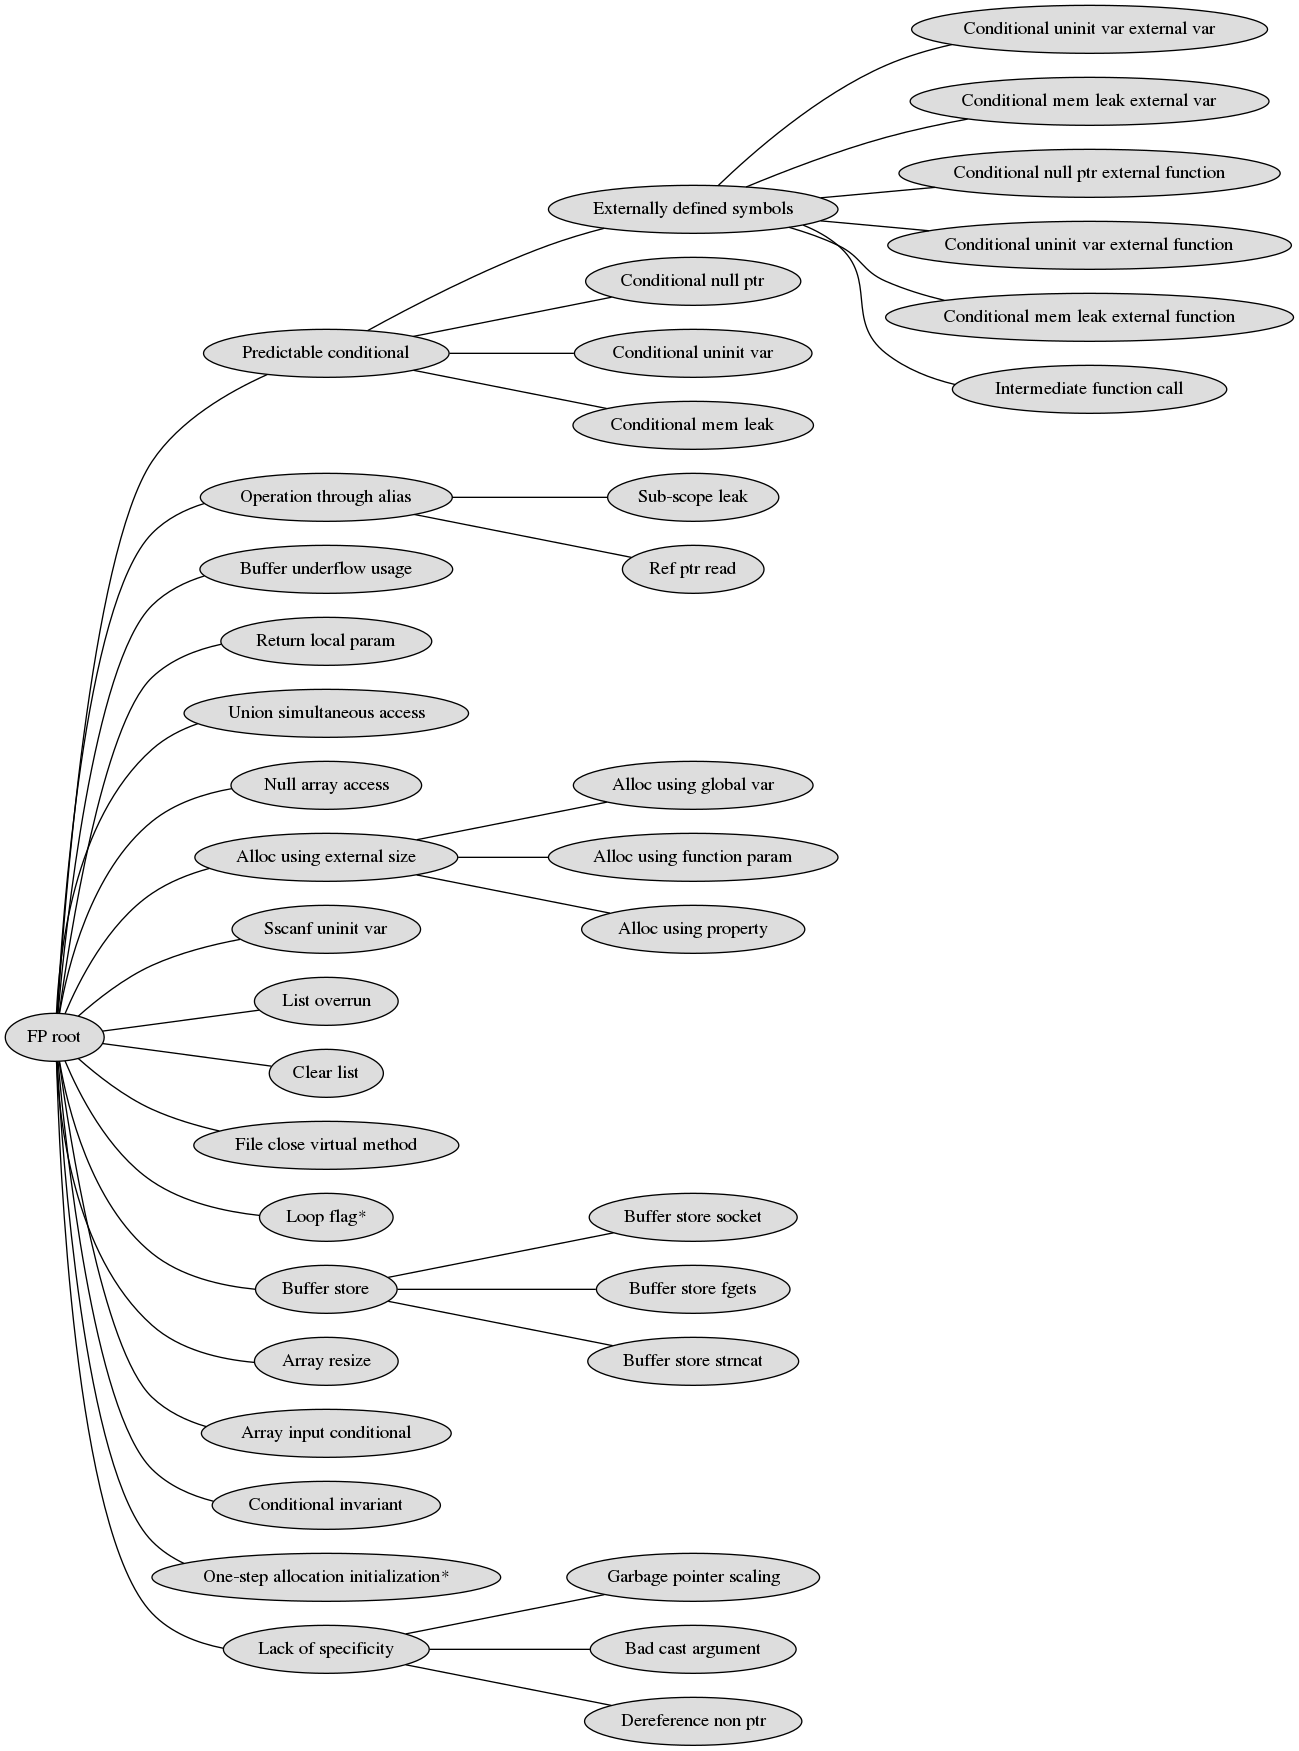 Conditional uninit var external var
Conditional mem leak external var
Conditional null ptr external function
Externally defined symbols
Conditional uninit var external function
Conditional null ptr
Conditional mem leak external function
Predictable conditional
Conditional uninit var
Intermediate function call
Conditional mem leak
Operation through alias
Sub-scope leak
Buffer underflow usage
Ref ptr read
Return local param
Union simultaneous access
Null array access
Alloc using global var
Alloc using external size
Alloc using function param
Sscanf uninit var
Alloc using property
List overrun
FP root
Clear list
File close virtual method
Loop flag*
Buffer store socket
Buffer store
Buffer store fgets
Array resize
Buffer store strncat
Array input conditional
Conditional invariant
One-step allocation initialization*
Garbage pointer scaling
Lack of specificity
Bad cast argument
Dereference non ptr